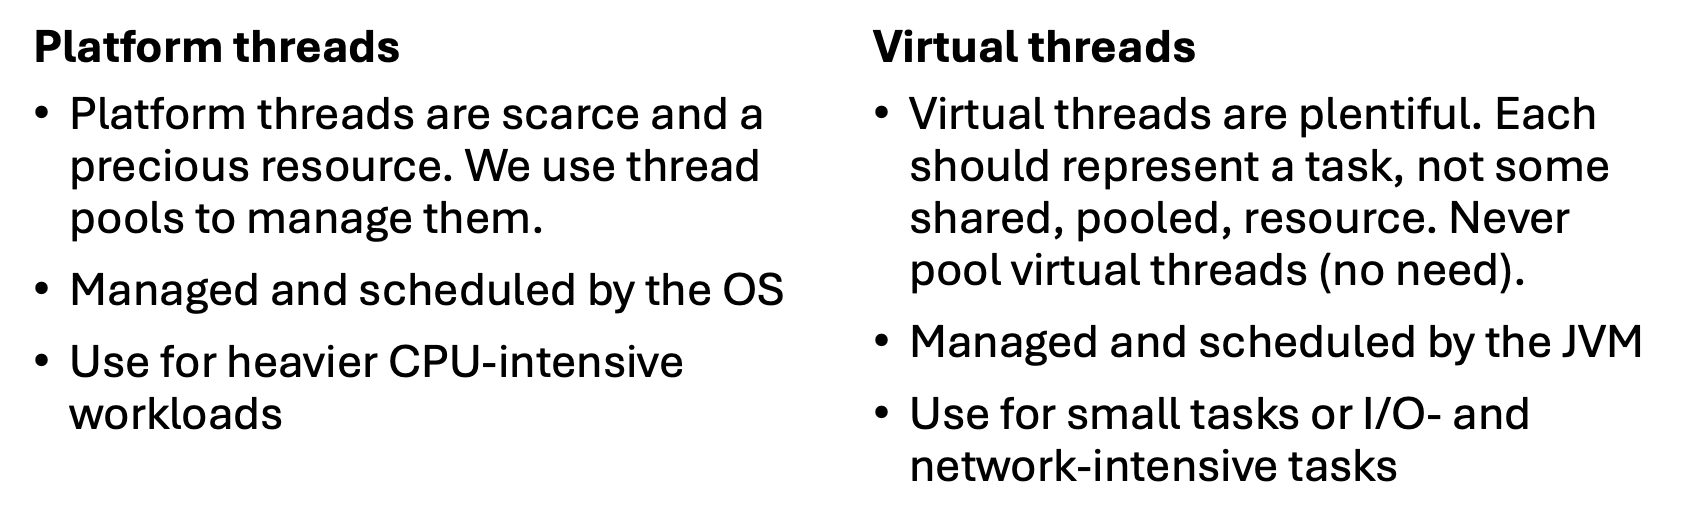 Platform threads
• Platform threads are scarce and a
precious resource. We use thread
pools to manage them.
• Managed and scheduled by the OS
• Use for heavier CPU-intensive
workloads
Virtual threads
• Virtual threads are plentiful. Each
should represent a task, not some
shared, pooled, resource. Never
pool virtual threads (no need).
• Managed and scheduled by the JVM
• Use for small tasks or I/O- and
network-intensive tasks